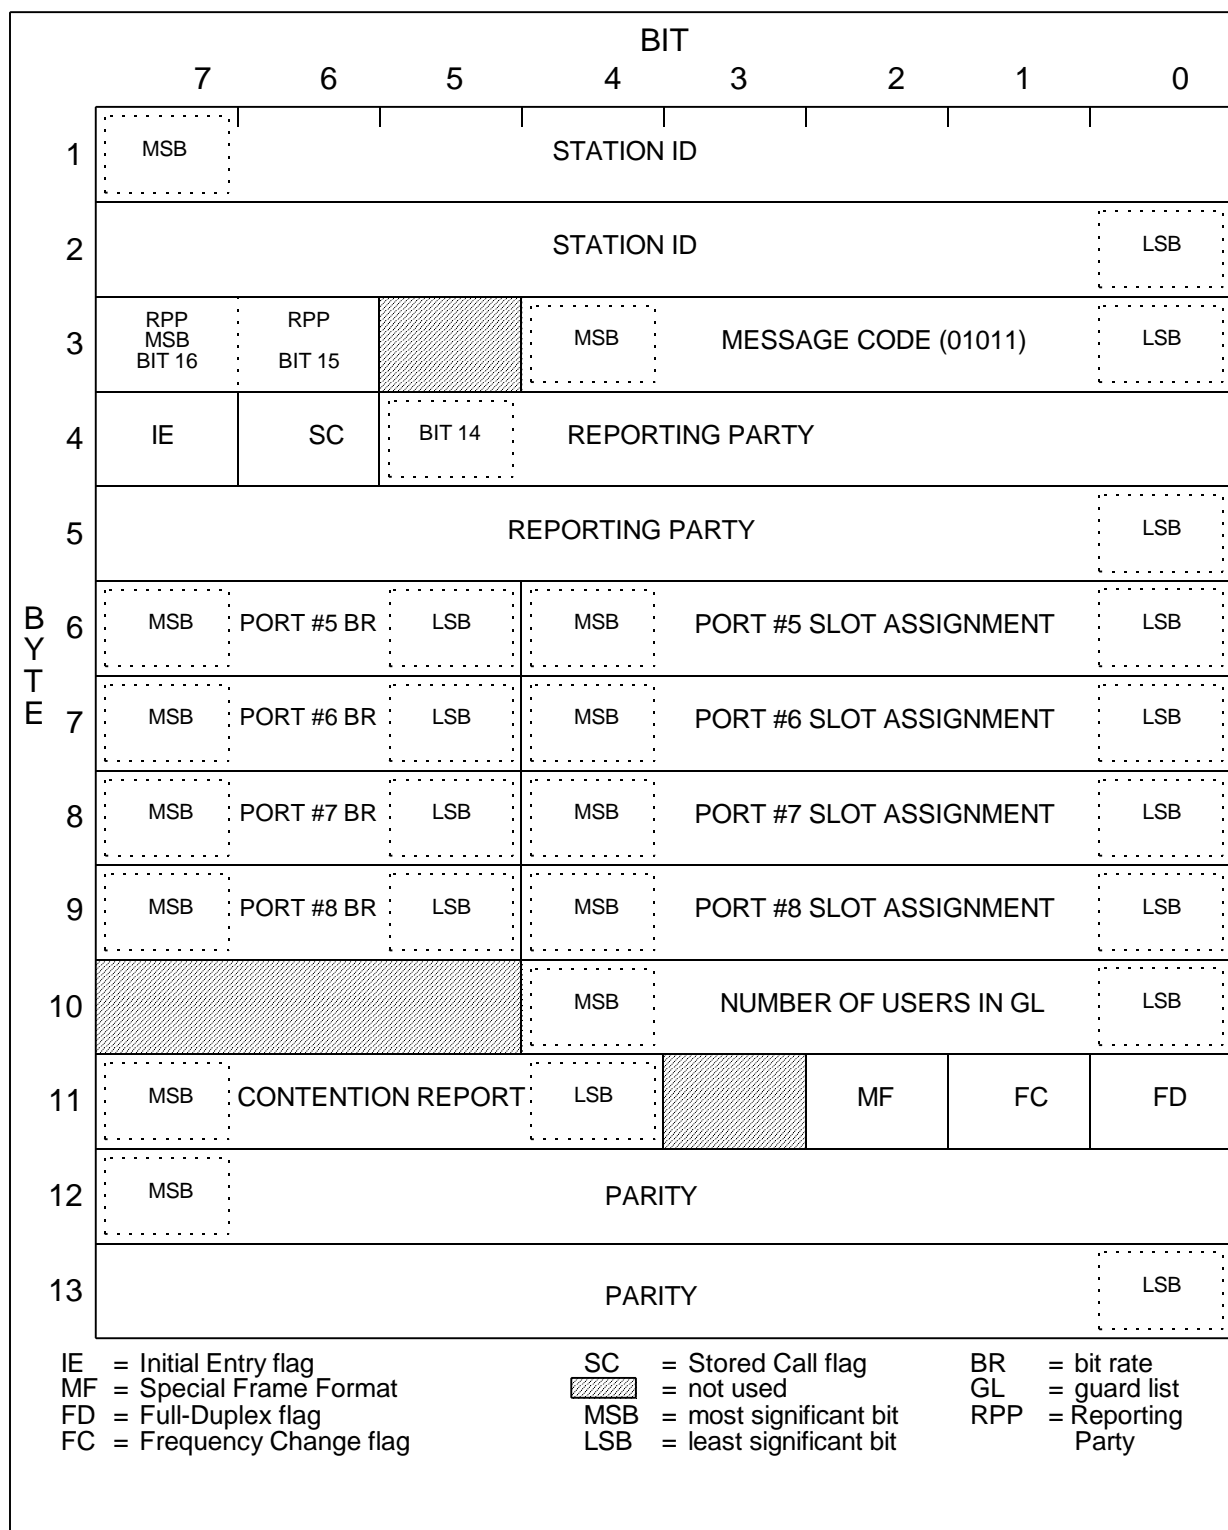 BIT
7 6 5 4 3 2 1 0
1 MSB STATION ID
2 STATION ID LSB
3 RPP MSB BIT 16 RPP BIT 15 MSB MESSAGE CODE (01011) LSB
4 IE SC BIT 14 REPORTING PARTY
5 REPORTING PARTY LSB
BYTE
6 MSB PORT #5 BR LSB MSB PORT #5 SLOT ASSIGNMENT LSB
7 MSB PORT #6 BR LSB MSB PORT #6 SLOT ASSIGNMENT LSB
8 MSB PORT #7 BR LSB MSB PORT #7 SLOT ASSIGNMENT LSB
9 MSB PORT #8 BR LSB MSB PORT #8 SLOT ASSIGNMENT LSB
10 MSB NUMBER OF USERS IN GL LSB
11 MSB CONTENTION REPORT LSB MF FC FD
12 MSB PARITY
13 PARITY LSB
IE = Initial Entry flag SC = Stored Call flag BR = bit rate
MF = Special Frame Format = not used GL = guard list
FD = Full-Duplex flag MSB = most significant bit RPP = Reporting
FC = Frequency Change flag LSB = least significant bit Party